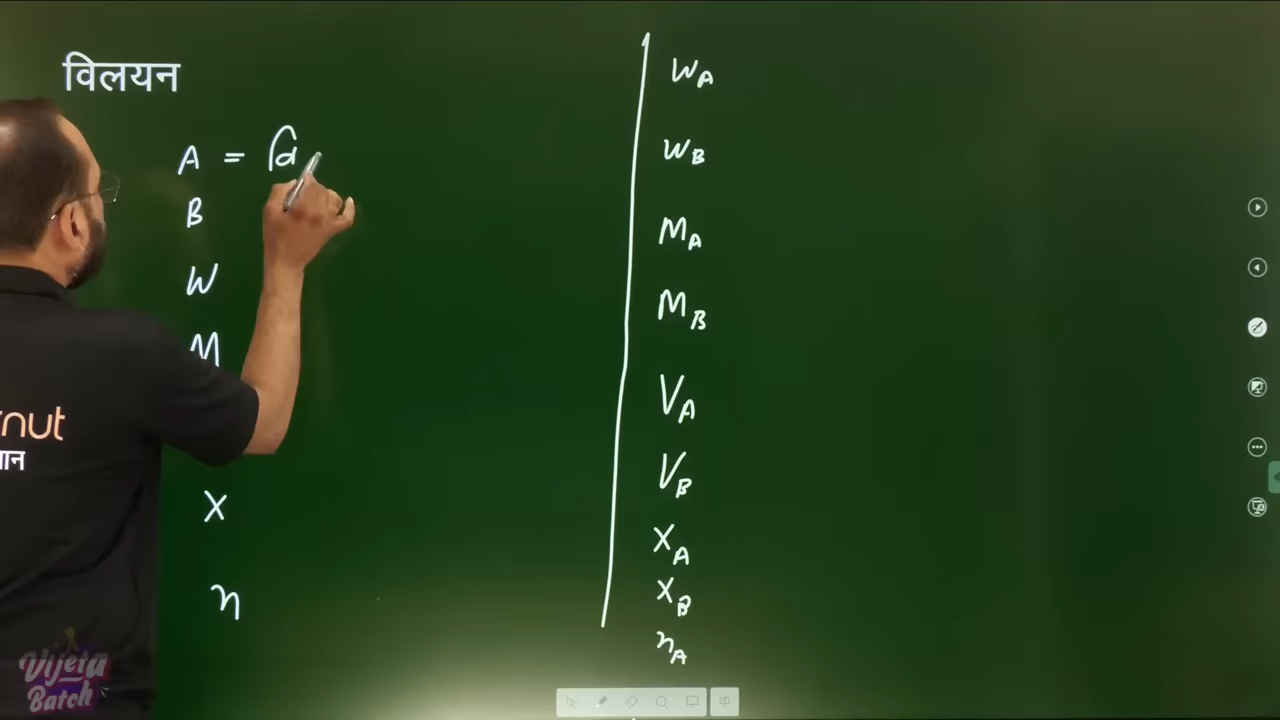 विलयन
A = वि
B
W
M
X
n
WA
WB
MA
MB
VA
VB
XA
XB
nA
nut
Vijeta
Batch